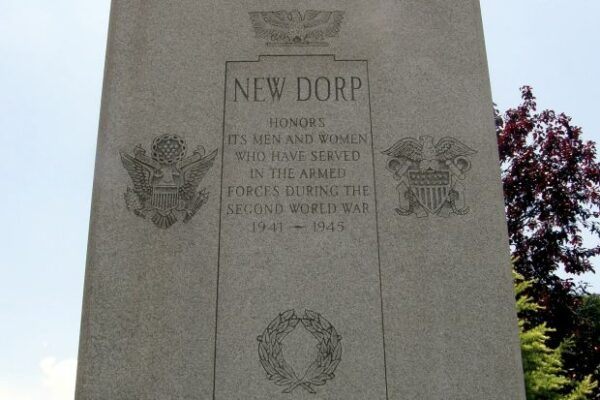 NEW DORP
HONORS
ITS MEN AND WOMEN
WHO HAVE SERVED
IN THE ARMED
FORCES DURING THE
SECOND WORLD WAR
1941 – 1945